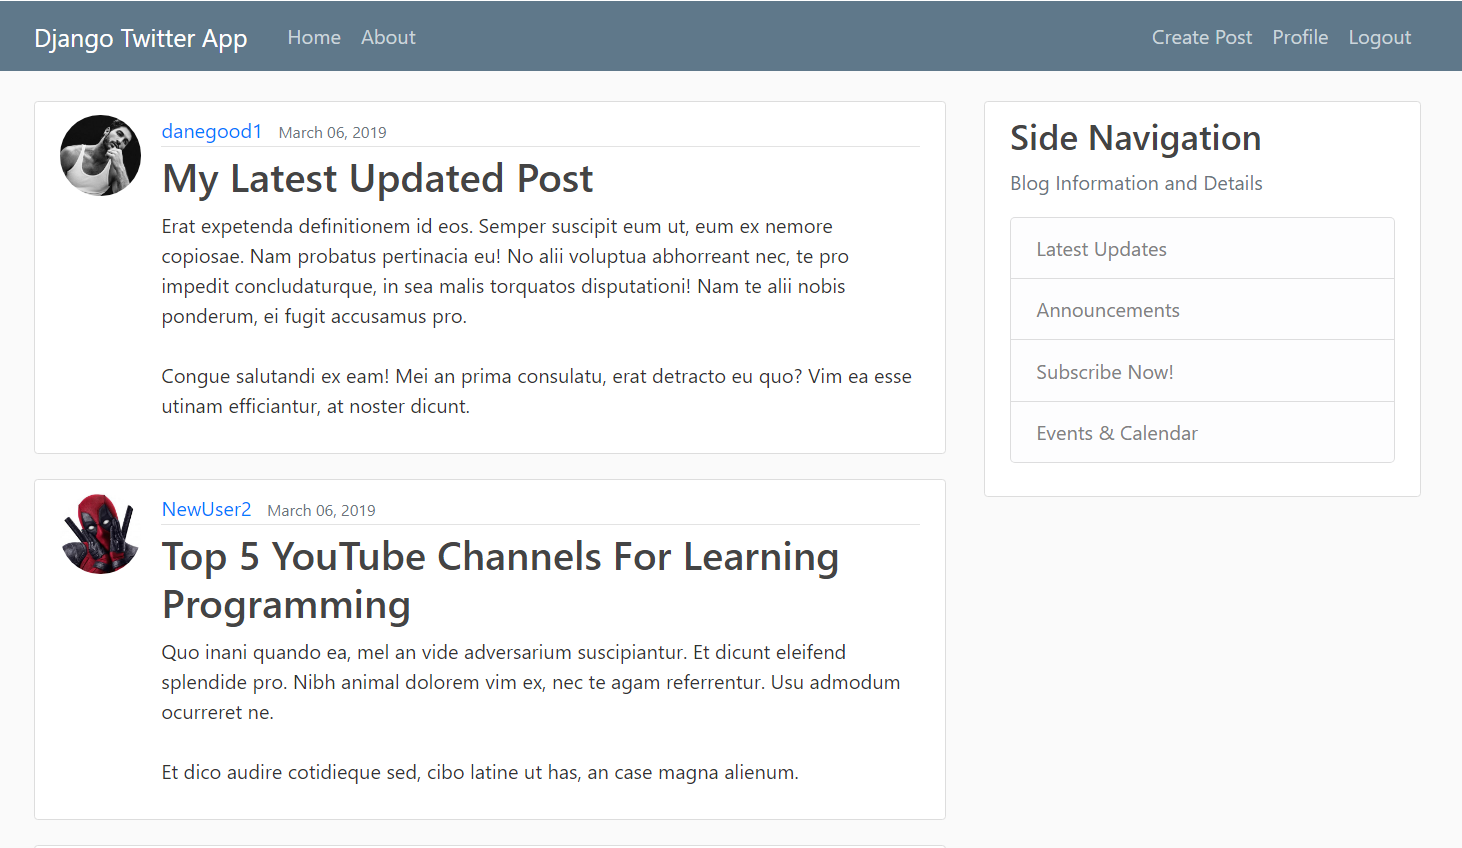 Django Twitter App Home About Create Post Profile Logout
danegood1 March 06, 2019
My Latest Updated Post
Erat expetenda definitionem id eos. Semper suscipit eum ut, eum ex nemore
copiosae. Nam probatus pertinacia eu! No alii voluptua abhorreant nec, te pro
impedit concludaturque, in sea malis torquatos disputationi! Nam te alii nobis
ponderum, ei fugit accusamus pro.
Congue salutandi ex eam! Mei an prima consulatu, erat detracto eu quo? Vim ea esse
utinam efficiantur, at noster dicunt.
NewUser2 March 06, 2019
Top 5 YouTube Channels For Learning
Programming
Quo inani quando ea, mel an vide adversarium suscipiantur. Et dicunt eleifend
splendide pro. Nibh animal dolorem vim ex, nec te agam referrentur. Usu admodum
ocurreret ne.
Et dico audire cotidieque sed, cibo latine ut has, an case magna alienum.
Side Navigation
Blog Information and Details
Latest Updates
Announcements
Subscribe Now!
Events & Calendar